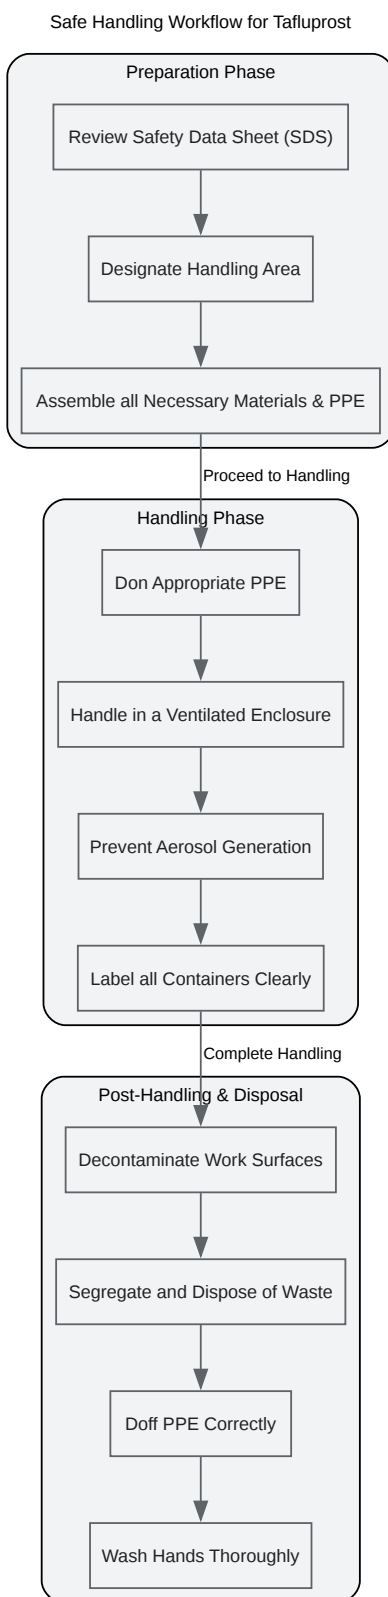 Safe Handling Workflow for Tafluprost
Preparation Phase
Review Safety Data Sheet (SDS)
Designate Handling Area
Assemble all Necessary Materials & PPE
Proceed to Handling
Handling Phase
Don Appropriate PPE
Handle in a Ventilated Enclosure
Prevent Aerosol Generation
Label all Containers Clearly
Complete Handling
Post-Handling & Disposal
Decontaminate Work Surfaces
Segregate and Dispose of Waste
Doff PPE Correctly
Wash Hands Thoroughly